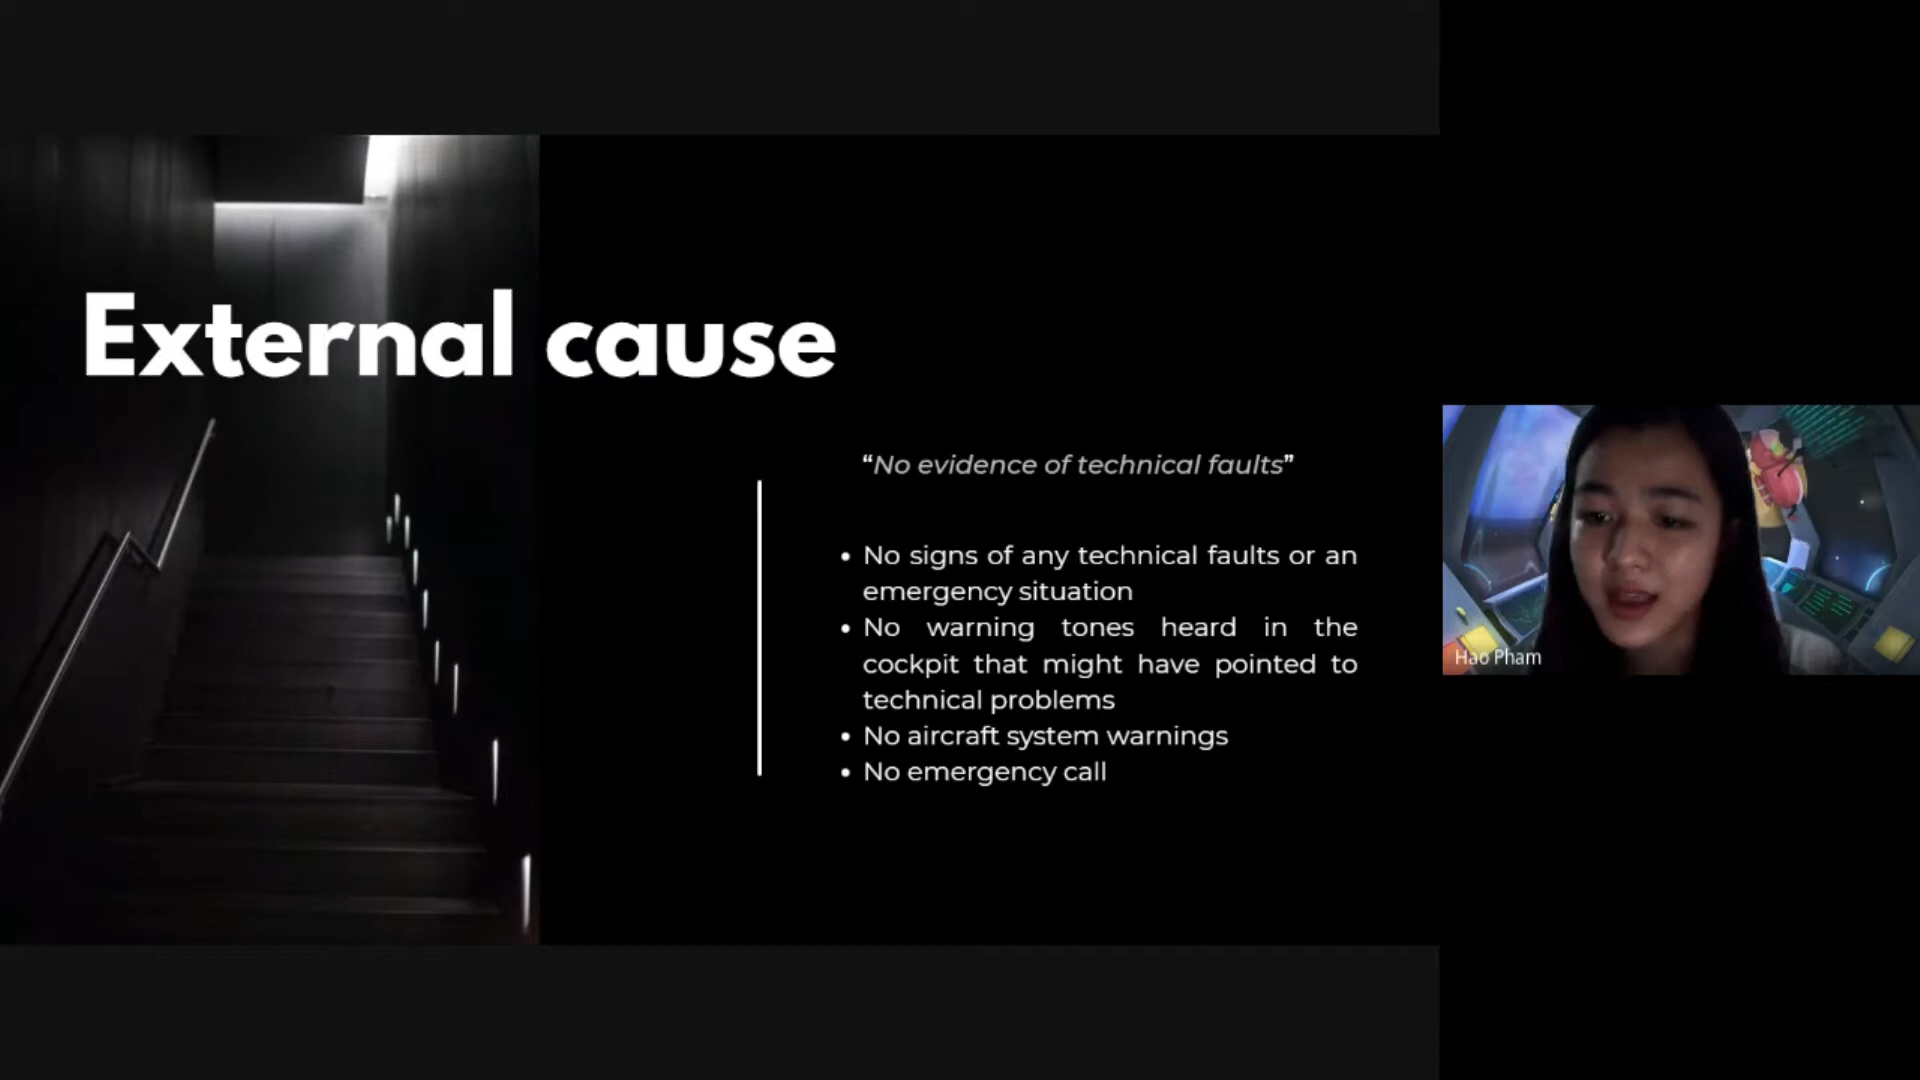 External cause
“No evidence of technical faults”
• No signs of any technical faults or an
emergency situation
• No warning tones heard in the
cockpit that might have pointed to
technical problems
• No aircraft system warnings
• No emergency call
Hao Pham